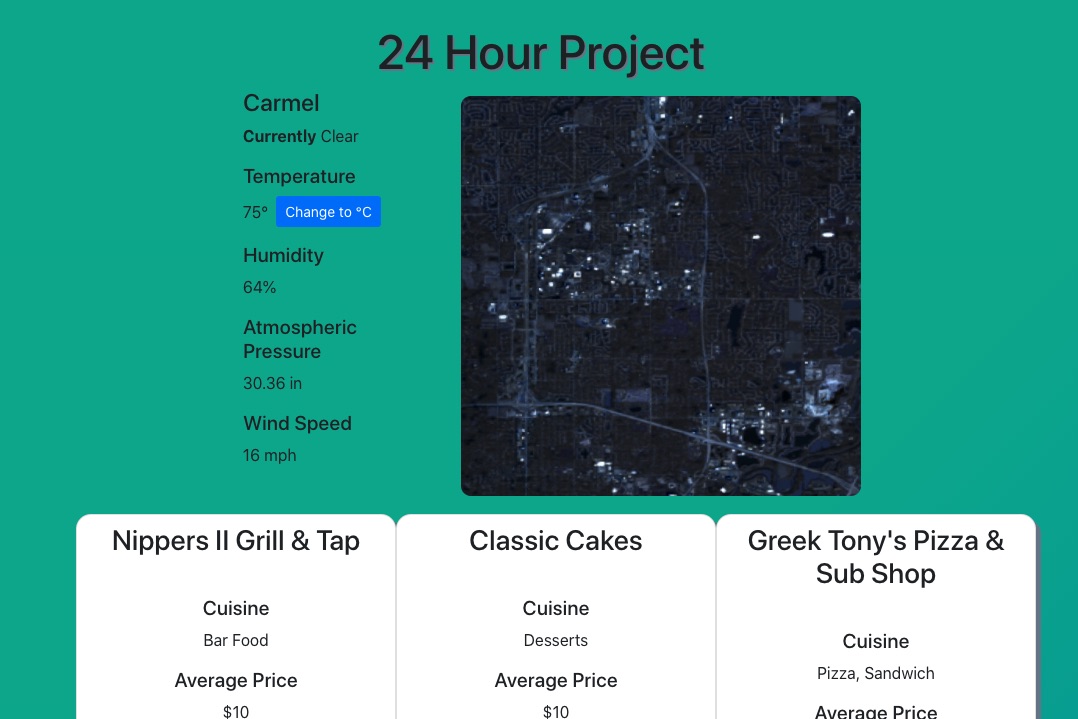 24 Hour Project
Carmel
Currently Clear
Temperature
75° Change to °C
Humidity
64%
Atmospheric
Pressure
30.36 in
Wind Speed
16 mph
Nippers II Grill & Tap
Cuisine
Bar Food
Average Price
$10
Classic Cakes
Cuisine
Desserts
Average Price
$10
Greek Tony's Pizza &
Sub Shop
Cuisine
Pizza, Sandwich
Average Price